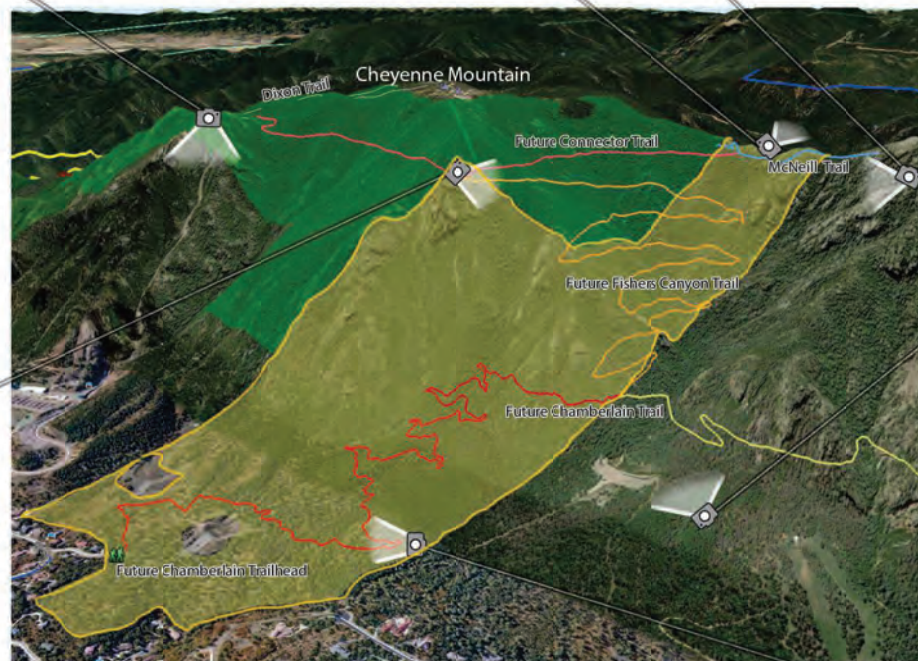 Cheyenne Mountain
Dixon Trail
Future Connector Trail
McNeill Trail
Future Fishers Canyon Trail
Future Chamberlain Trail
Future Chamberlain Trailhead